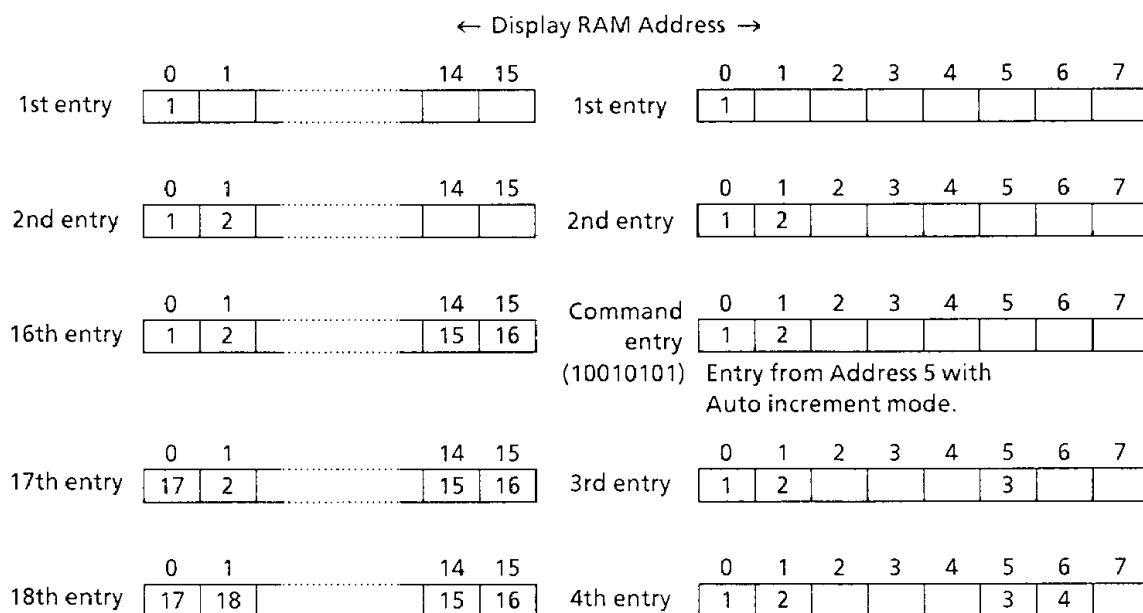 ← Display RAM Address →
0 1 14 15
1st entry 1
0 1 2 3 4 5 6 7
1st entry 1
0 1 14 15
2nd entry 1 2
0 1 2 3 4 5 6 7
2nd entry 1 2
0 1 14 15
16th entry 1 2 15 16
0 1 2 3 4 5 6 7
Command
entry 1 2
(10010101) Entry from Address 5 with
Auto increment mode.
0 1 14 15
17th entry 17 2 15 16
0 1 2 3 4 5 6 7
3rd entry 1 2 3
0 1 14 15
18th entry 17 18 15 16
0 1 2 3 4 5 6 7
4th entry 1 2 3 4